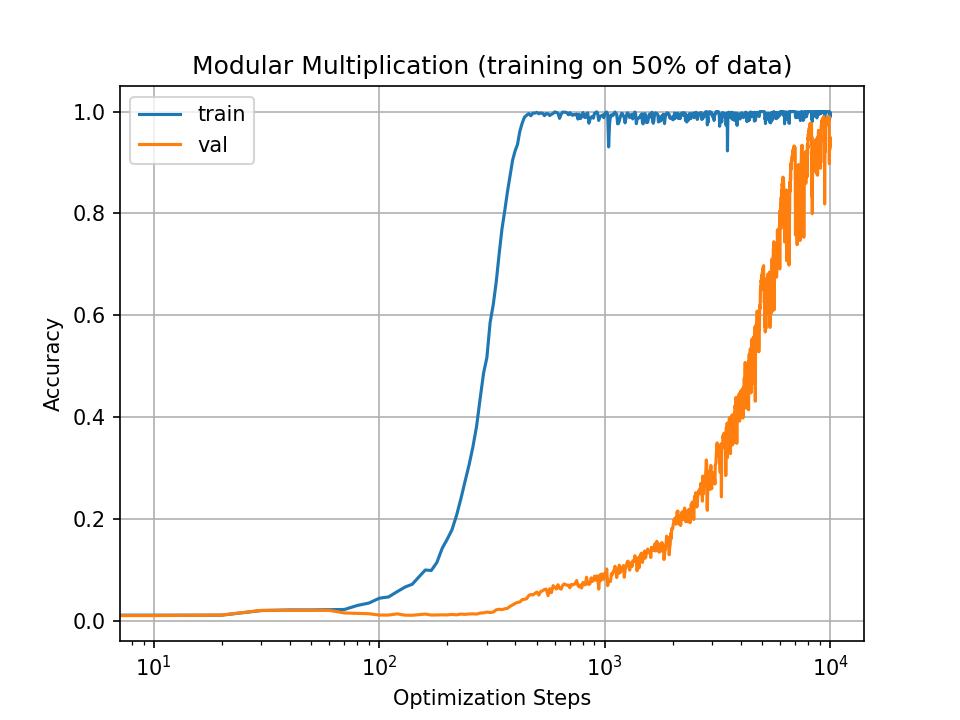 Modular Multiplication (training on 50% of data)
train
val
1.0
0.8
0.6
0.4
0.2
0.0
Accuracy
10¹ 10² 10³ 10⁴
Optimization Steps